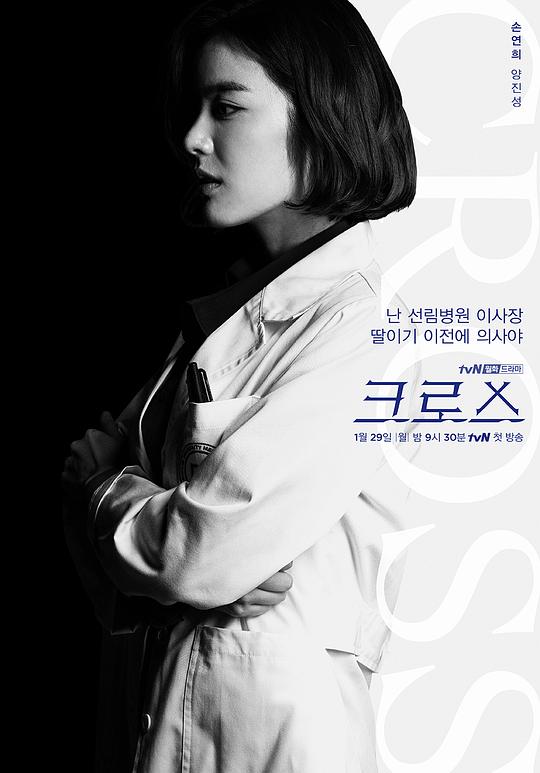 손연희 양진성
CROSS
난 선림병원 이사장
딸이기 이전에 의사야
tvN 월화 드라마
크로스
1월 29일 |월| 밤 9시 30분 tvN 첫 방송